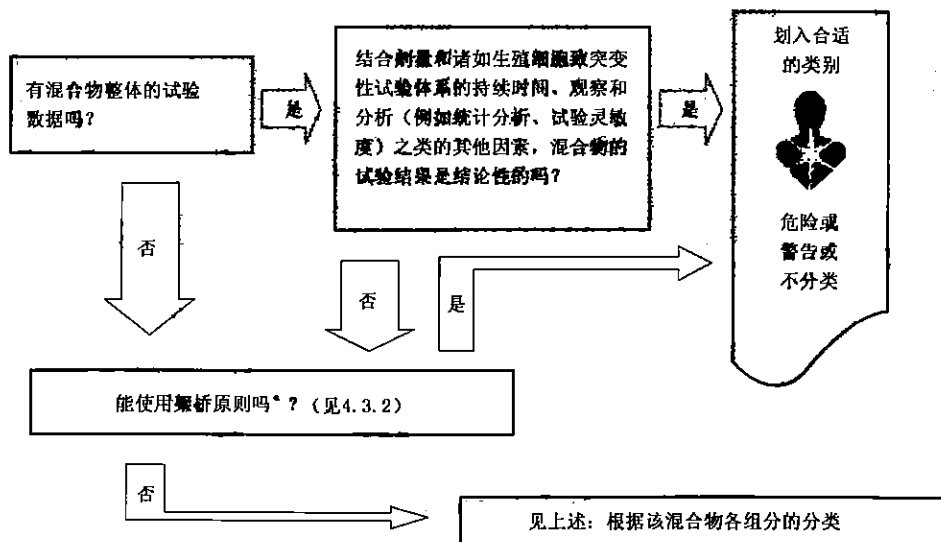 有混合物整体的试验
数据吗？
是
结合剂量和诸如生殖细胞致突变
性试验体系的持续时间、观察和
分析（例如统计分析、试验灵敏
度）之类的其他因素，混合物的
试验结果是结论性的吗？
是
划入合适
的类别
危险或
警告或
不分类
否
否
是
能使用架桥原则吗？（见4.3.2）
否
见上述：根据该混合物各组分的分类